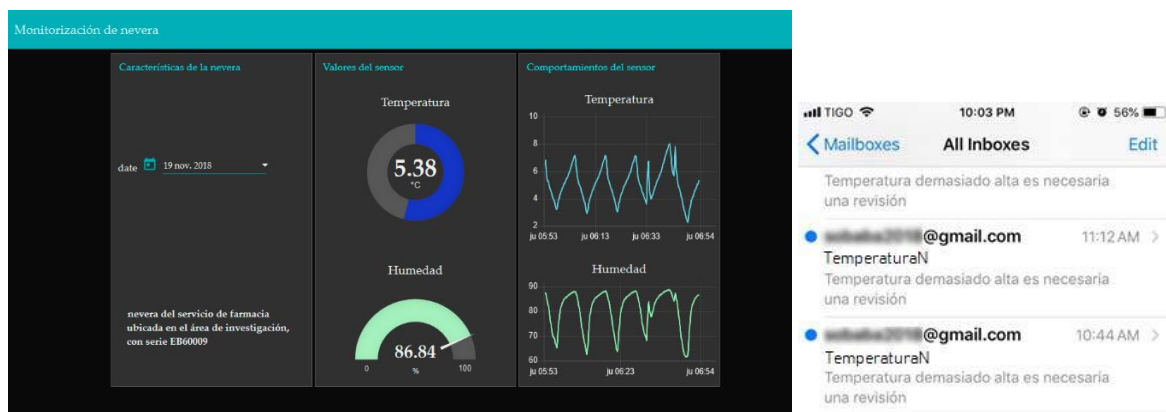 Monitorización de nevera
Características de la nevera
date
19 nov. 2018
nevera del servicio de farmacia
ubicada en el área de investigación,
con serie EB60009
Valores del sensor
Temperatura
5.38
°C
Humedad
86.84
0
%
100
Comportamientos del sensor
Temperatura
10
8
6
4
2
ju 05:53 ju 06:13 ju 06:33 ju 06:54
Humedad
90
80
70
60
ju 05:53 ju 06:23 ju 06:54
TIGO 10:03 PM 56%
Mailboxes All Inboxes Edit
Temperatura demasiado alta es necesaria
una revisión
@gmail.com 11:12 AM
TemperaturaN
Temperatura demasiado alta es necesaria
una revisión
@gmail.com 10:44 AM
TemperaturaN
Temperatura demasiado alta es necesaria
una revisión